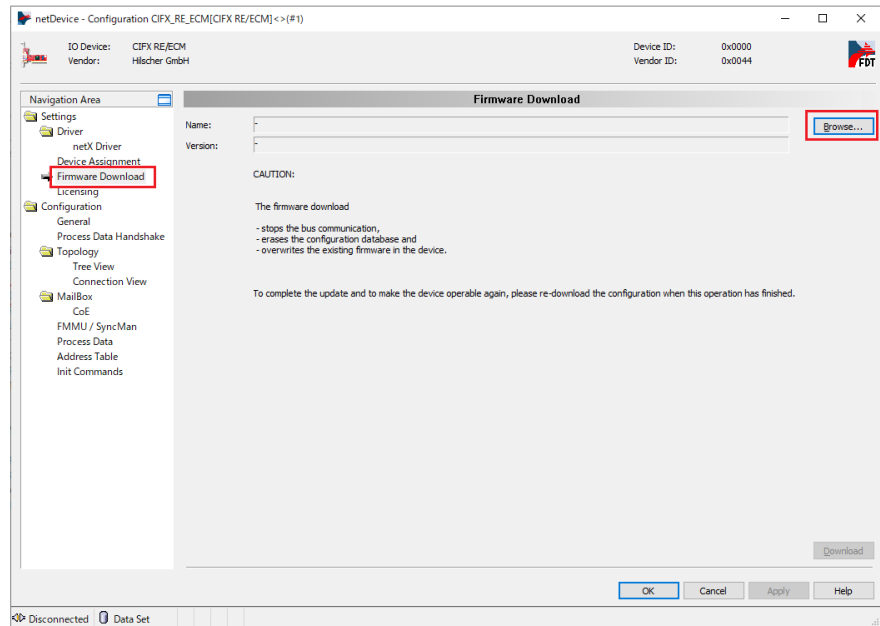 netDevice - Configuration CIFX_RE_ECM[CIFX RE/ECM]<>(#1)
IO Device: CIFX RE/ECM Device ID: 0x0000
Vendor: Hilscher GmbH Vendor ID: 0x0044
FDT
Navigation Area
Settings
Driver
netX Driver
Device Assignment
Firmware Download
Licensing
Configuration
General
Process Data Handshake
Topology
Tree View
Connection View
MailBox
CoE
FMMU / SyncMan
Process Data
Address Table
Init Commands
Firmware Download
Name: - Browse...
Version: -
CAUTION:
The firmware download
- stops the bus communication,
- erases the configuration database and
- overwrites the existing firmware in the device.
To complete the update and to make the device operable again, please re-download the configuration when this operation has finished.
Download
OK Cancel Apply Help
Disconnected Data Set